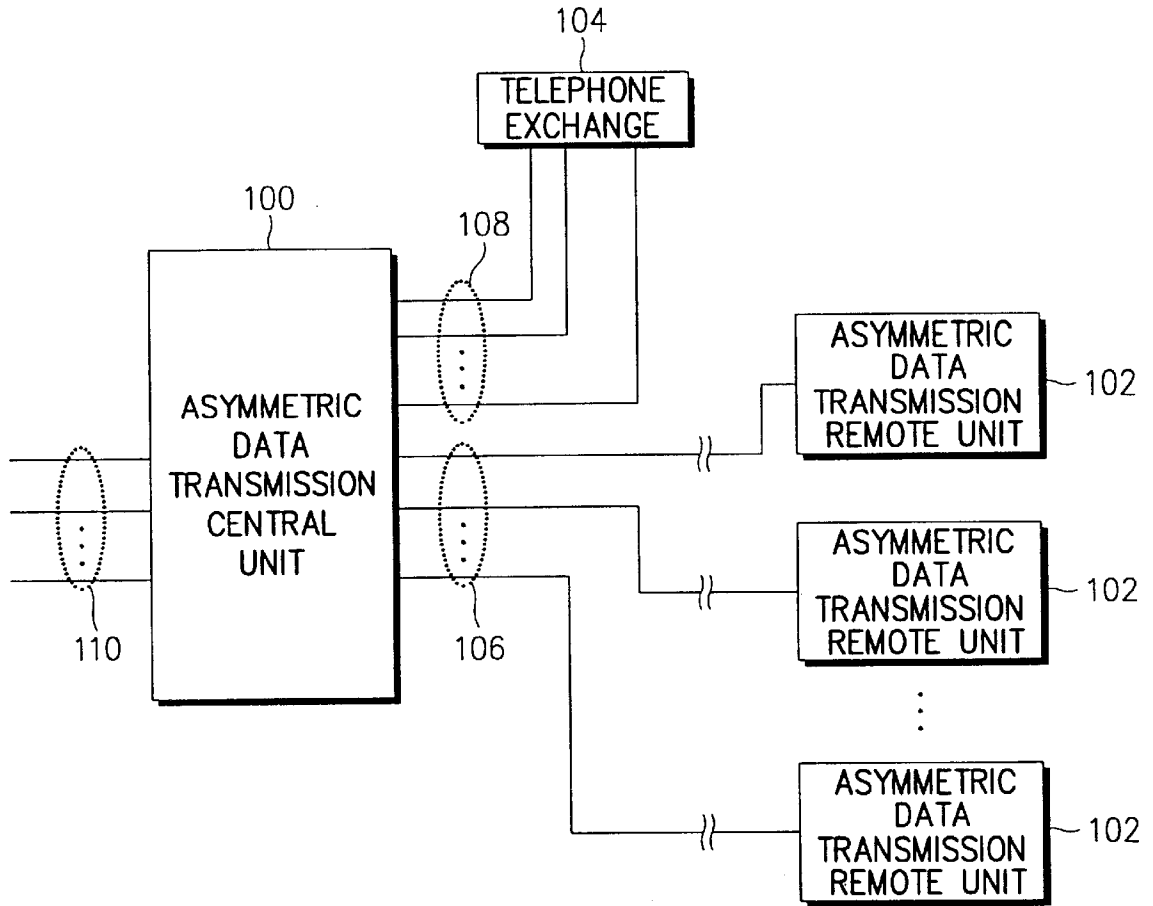 104
TELEPHONE
EXCHANGE
100
108
ASYMMETRIC
DATA
TRANSMISSION
CENTRAL
UNIT
ASYMMETRIC
DATA
TRANSMISSION
REMOTE UNIT
102
110
106
ASYMMETRIC
DATA
TRANSMISSION
REMOTE UNIT
102
ASYMMETRIC
DATA
TRANSMISSION
REMOTE UNIT
102